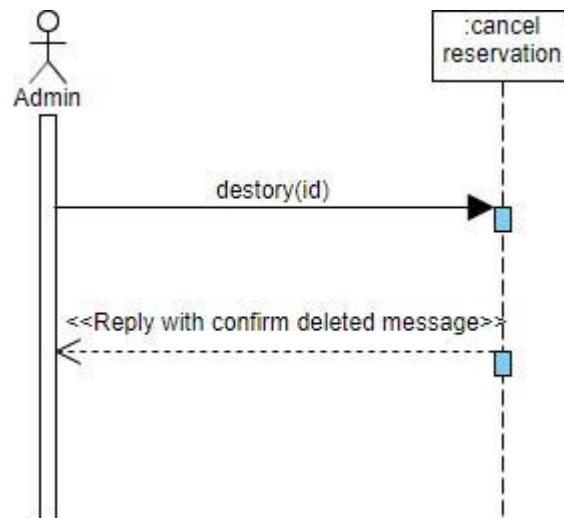 :cancel
reservation
Admin
destory(id)
<<Reply with confirm deleted message>>